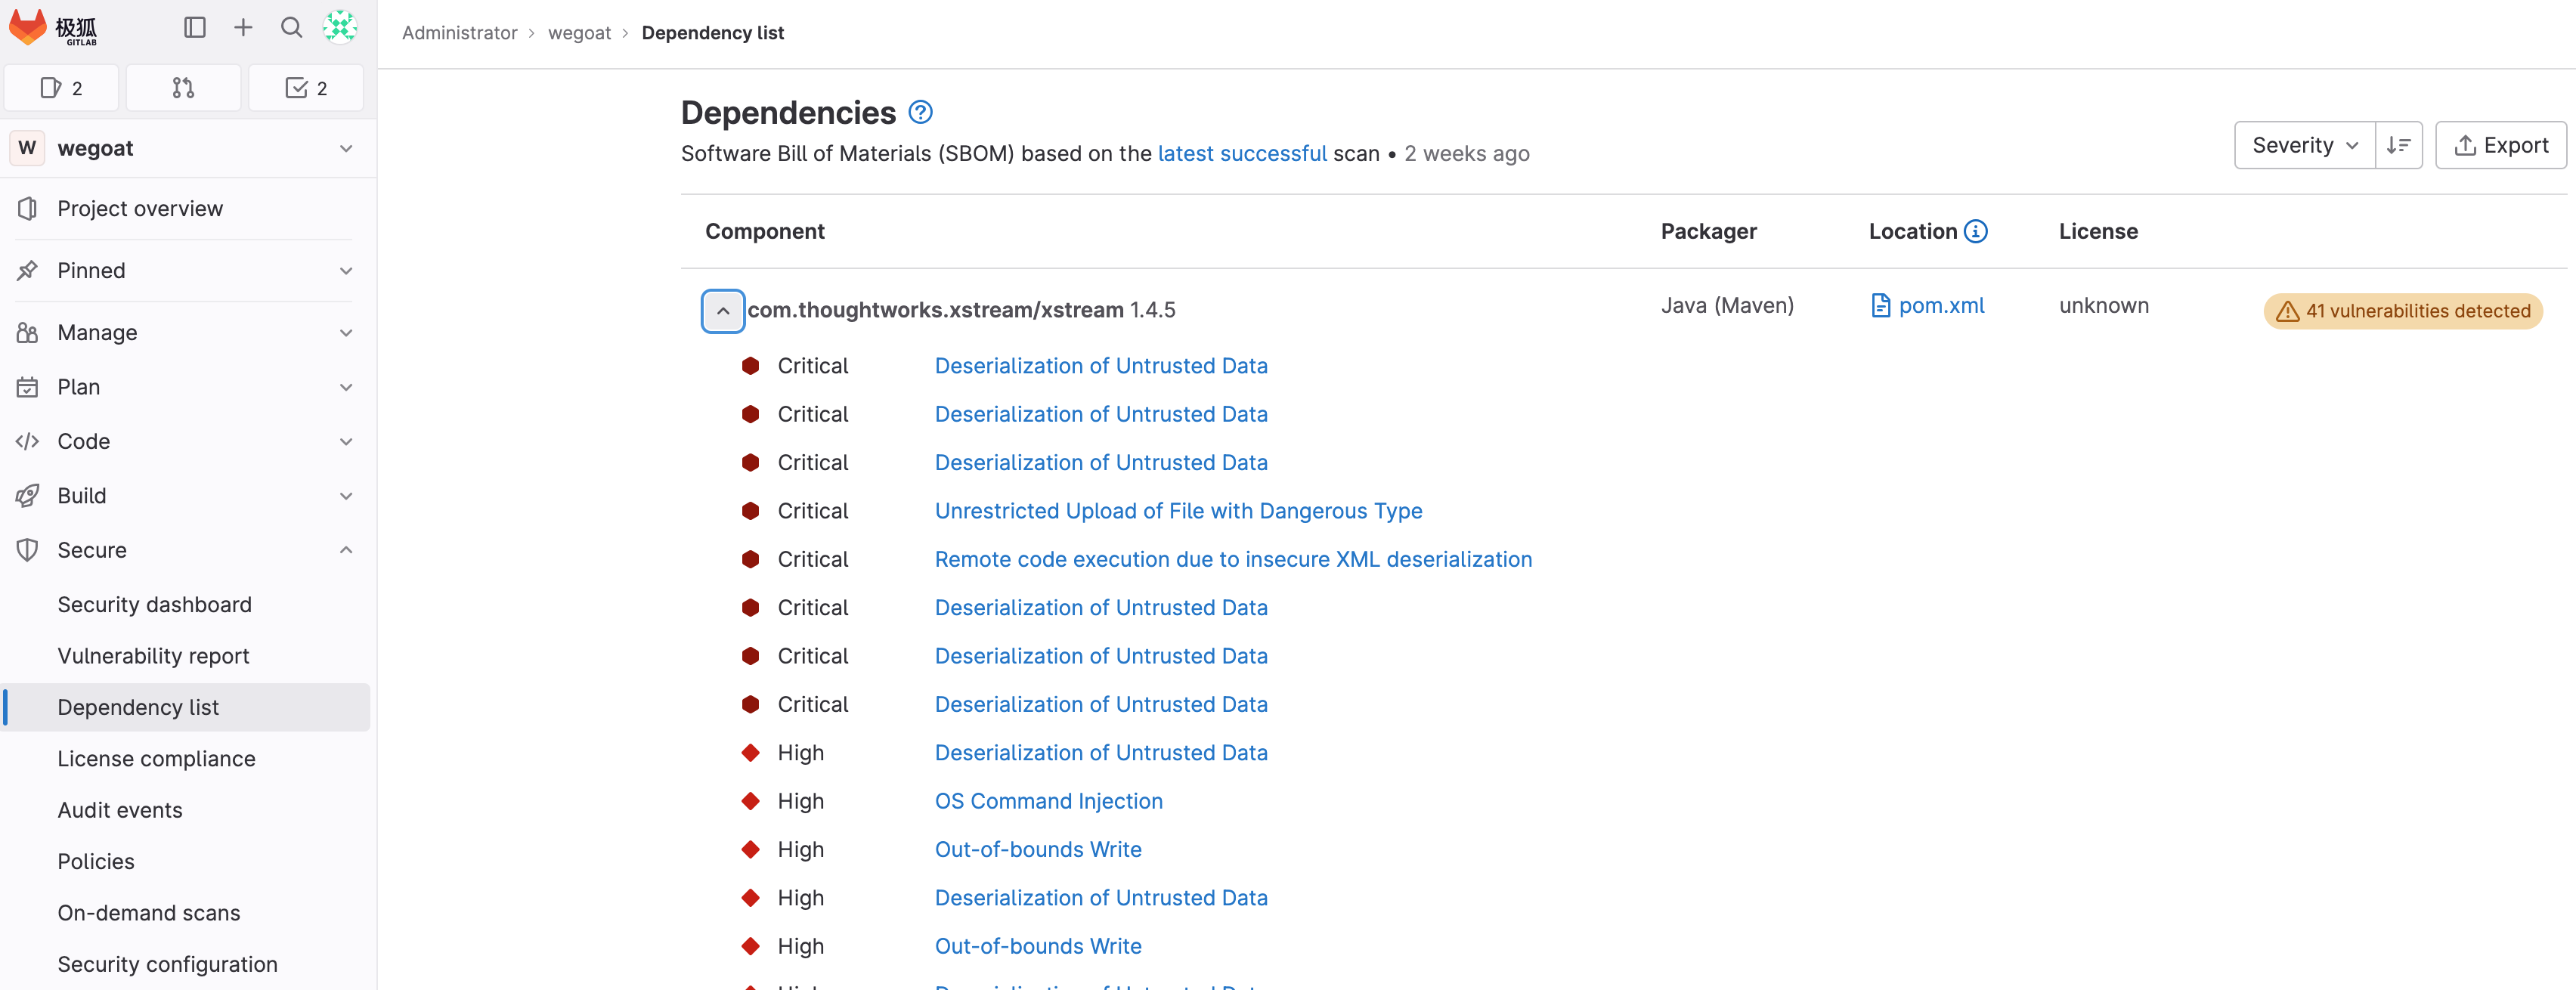 极狐
GITLAB
Administrator › wegoat › Dependency list
2
2
W wegoat
Project overview
Pinned
Manage
Plan
Code
Build
Secure
Security dashboard
Vulnerability report
Dependency list
License compliance
Audit events
Policies
On-demand scans
Security configuration
Dependencies
Software Bill of Materials (SBOM) based on the latest successful scan • 2 weeks ago
Severity
Export
Component Packager Location License
com.thoughtworks.xstream/xstream 1.4.5 Java (Maven) pom.xml unknown 41 vulnerabilities detected
Critical Deserialization of Untrusted Data
Critical Deserialization of Untrusted Data
Critical Deserialization of Untrusted Data
Critical Unrestricted Upload of File with Dangerous Type
Critical Remote code execution due to insecure XML deserialization
Critical Deserialization of Untrusted Data
Critical Deserialization of Untrusted Data
Critical Deserialization of Untrusted Data
High Deserialization of Untrusted Data
High OS Command Injection
High Out-of-bounds Write
High Deserialization of Untrusted Data
High Out-of-bounds Write